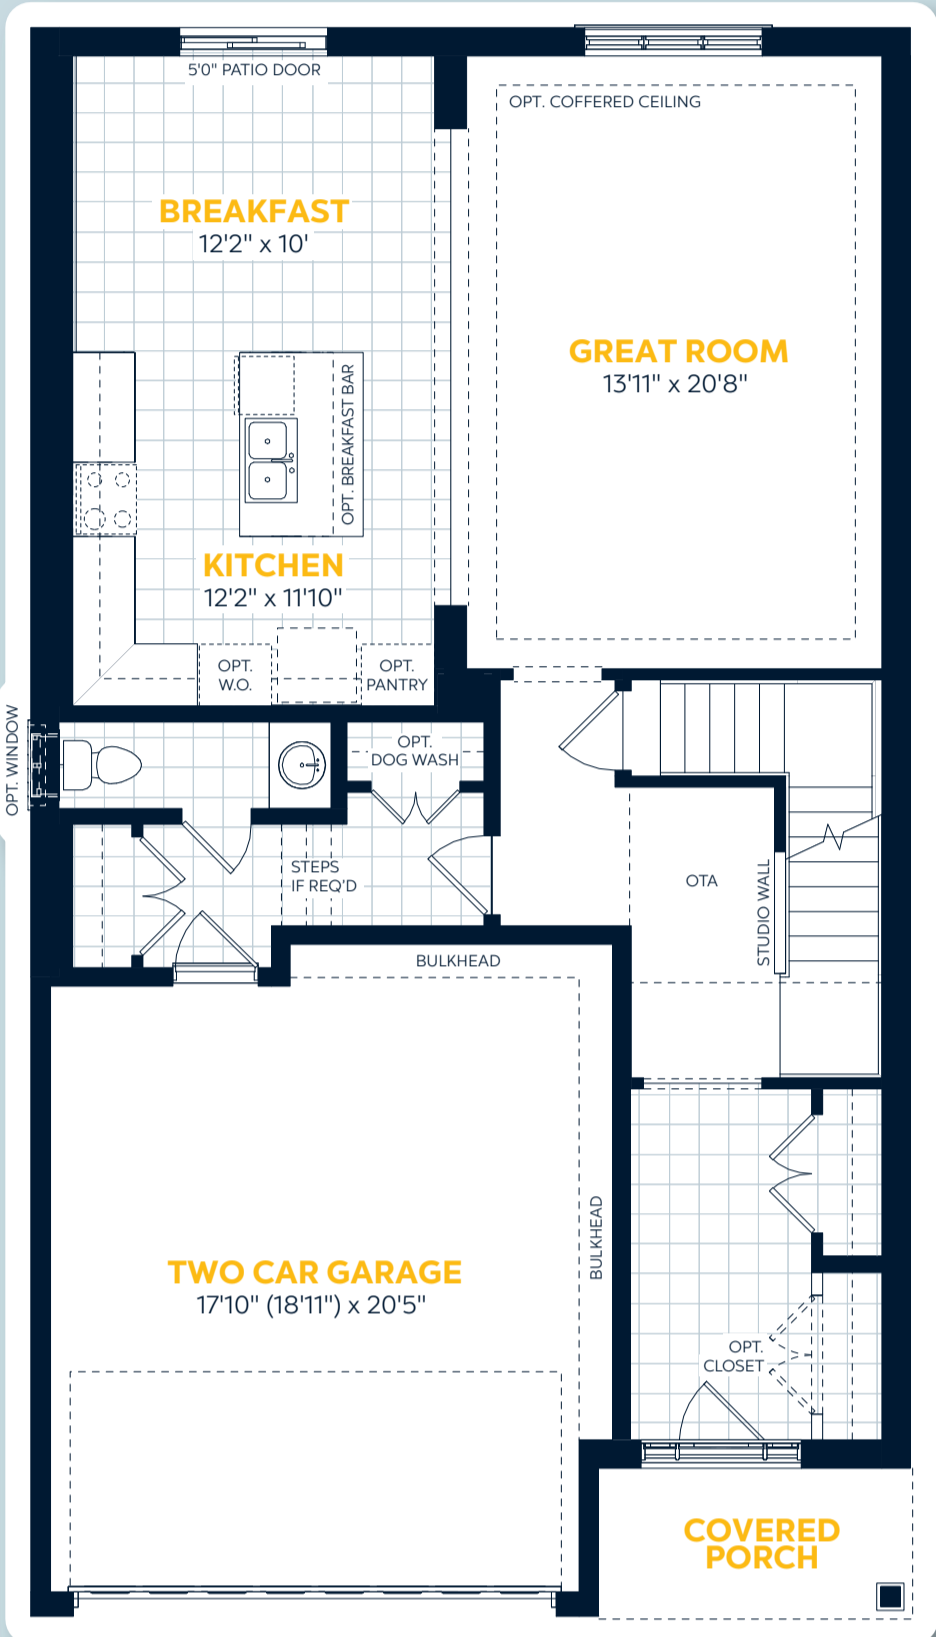 5'0" PATIO DOOR
OPT. COFFERED CEILING
BREAKFAST
12'2" x 10'
GREAT ROOM
13'11" x 20'8"
OPT. BREAKFAST BAR
KITCHEN
12'2" x 11'10"
OPT.
W.O.
OPT.
PANTRY
OPT. WINDOW
OPT.
DOG WASH
STEPS
IF REQ'D
OTA
STUDIO WALL
BULKHEAD
BULKHEAD
TWO CAR GARAGE
17'10" (18'11") x 20'5"
OPT.
CLOSET
COVERED
PORCH